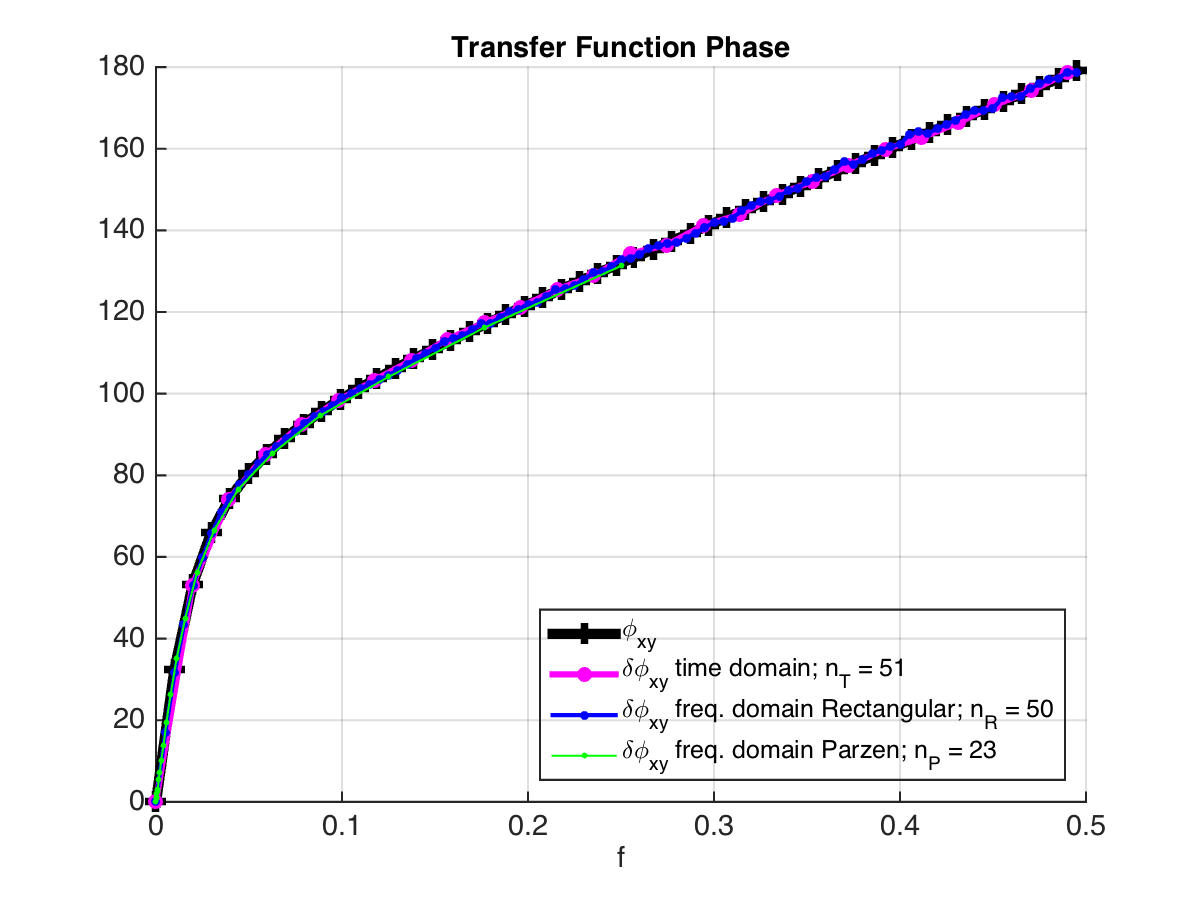 Transfer Function Phase
180
160
140
120
100
80
60
40
20
0
0 0.1 0.2 0.3 0.4 0.5
f
ϕxy
δϕxy time domain; nT = 51
δϕxy freq. domain Rectangular; nR = 50
δϕxy freq. domain Parzen; nP = 23